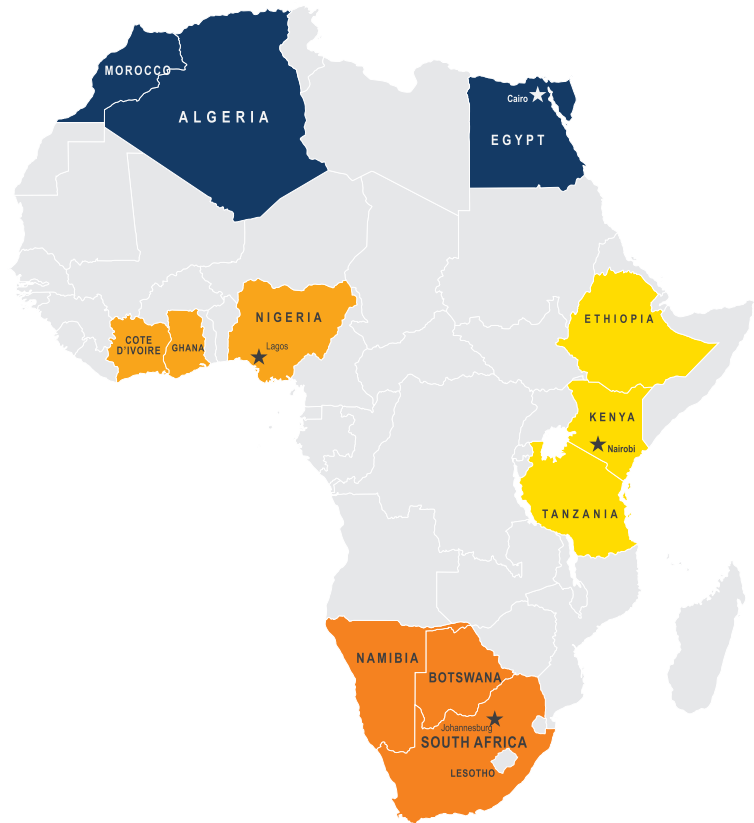 MOROCCO
ALGERIA
Cairo
EGYPT
NIGERIA
Lagos
COTE
D'IVOIRE
GHANA
ETHIOPIA
KENYA
Nairobi
TANZANIA
NAMIBIA
BOTSWANA
Johannesburg
SOUTH AFRICA
LESOTHO